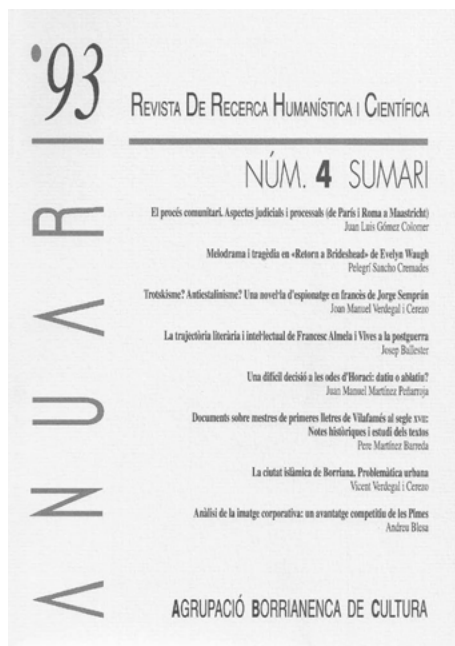 '93
ANUARI
REVISTA DE RECERCA HUMANÍSTICA I CIENTÍFICA
NÚM. 4 SUMARI
El procés comunitari. Aspectes judicials i processals (de París i Roma a Maastricht)
Juan Luis Gómez Colomer
Melodrama i tragèdia en «Retorn a Brideshead» de Evelyn Waugh
Pelegrí Sancho Cremades
Trotskisme? Antiestalinisme? Una novel·la d'espionatge en francès de Jorge Semprún
Joan Manuel Verdegal i Cerezo
La trajectòria literària i intel·lectual de Francesc Almela i Vives a la postguerra
Josep Ballester
Una difícil decisió a les odes d'Horaci: datiu o ablatiu?
Juan Manuel Martínez Peñarroja
Documents sobre mestres de primeres lletres de Vilafamés al segle XVII:
Notes històriques i estudi dels textos
Pere Martínez Barreda
La ciutat islàmica de Borriana. Problemàtica urbana
Vicent Verdegal i Cerezo
Anàlisi de la imatge corporativa: un avantatge competitiu de les Pimes
Andreu Blesa
AGRUPACIÓ BORRIANENCA DE CULTURA